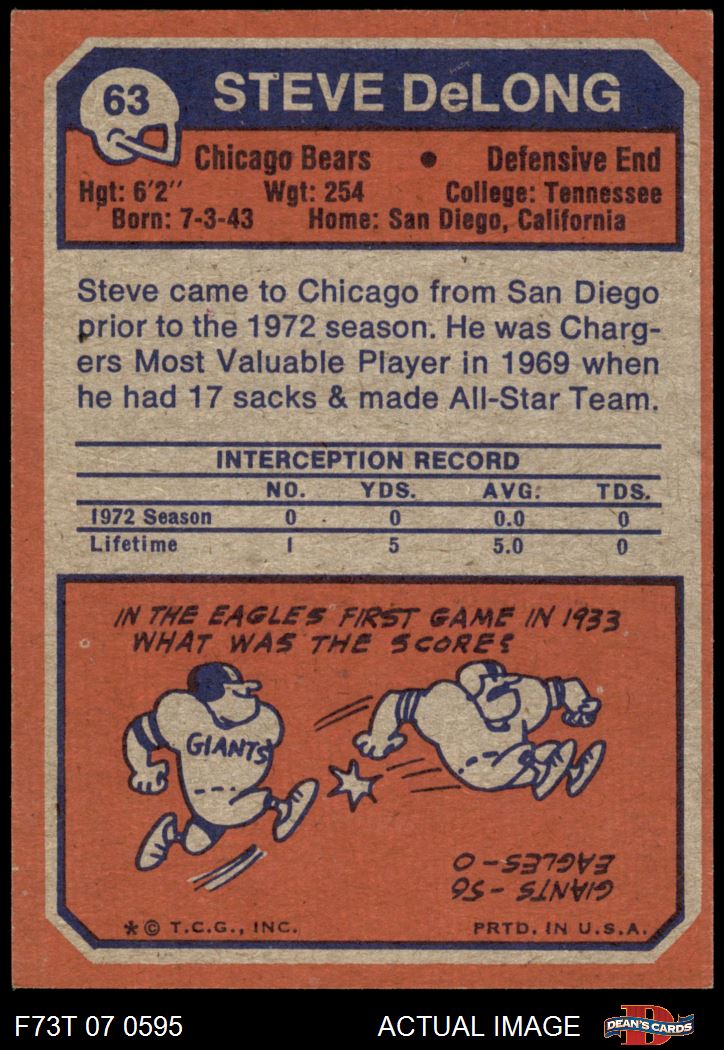 63
STEVE DeLONG
Chicago Bears • Defensive End
Hgt: 6'2" Wgt: 254 College: Tennessee
Born: 7-3-43 Home: San Diego, California
Steve came to Chicago from San Diego
prior to the 1972 season. He was Charg-
ers Most Valuable Player in 1969 when
he had 17 sacks & made All-Star Team.
INTERCEPTION RECORD
NO. YDS. AVG. TDS.
1972 Season 0 0 0.0 0
Lifetime 1 5 5.0 0
IN THE EAGLES FIRST GAME IN 1933
WHAT WAS THE SCORE?
GIANTS
GIANTS - 56
EAGLES - 0
* © T.C.G., INC. PRTD. IN U.S.A.
F73T 07 0595 ACTUAL IMAGE D DEAN'S CARDS